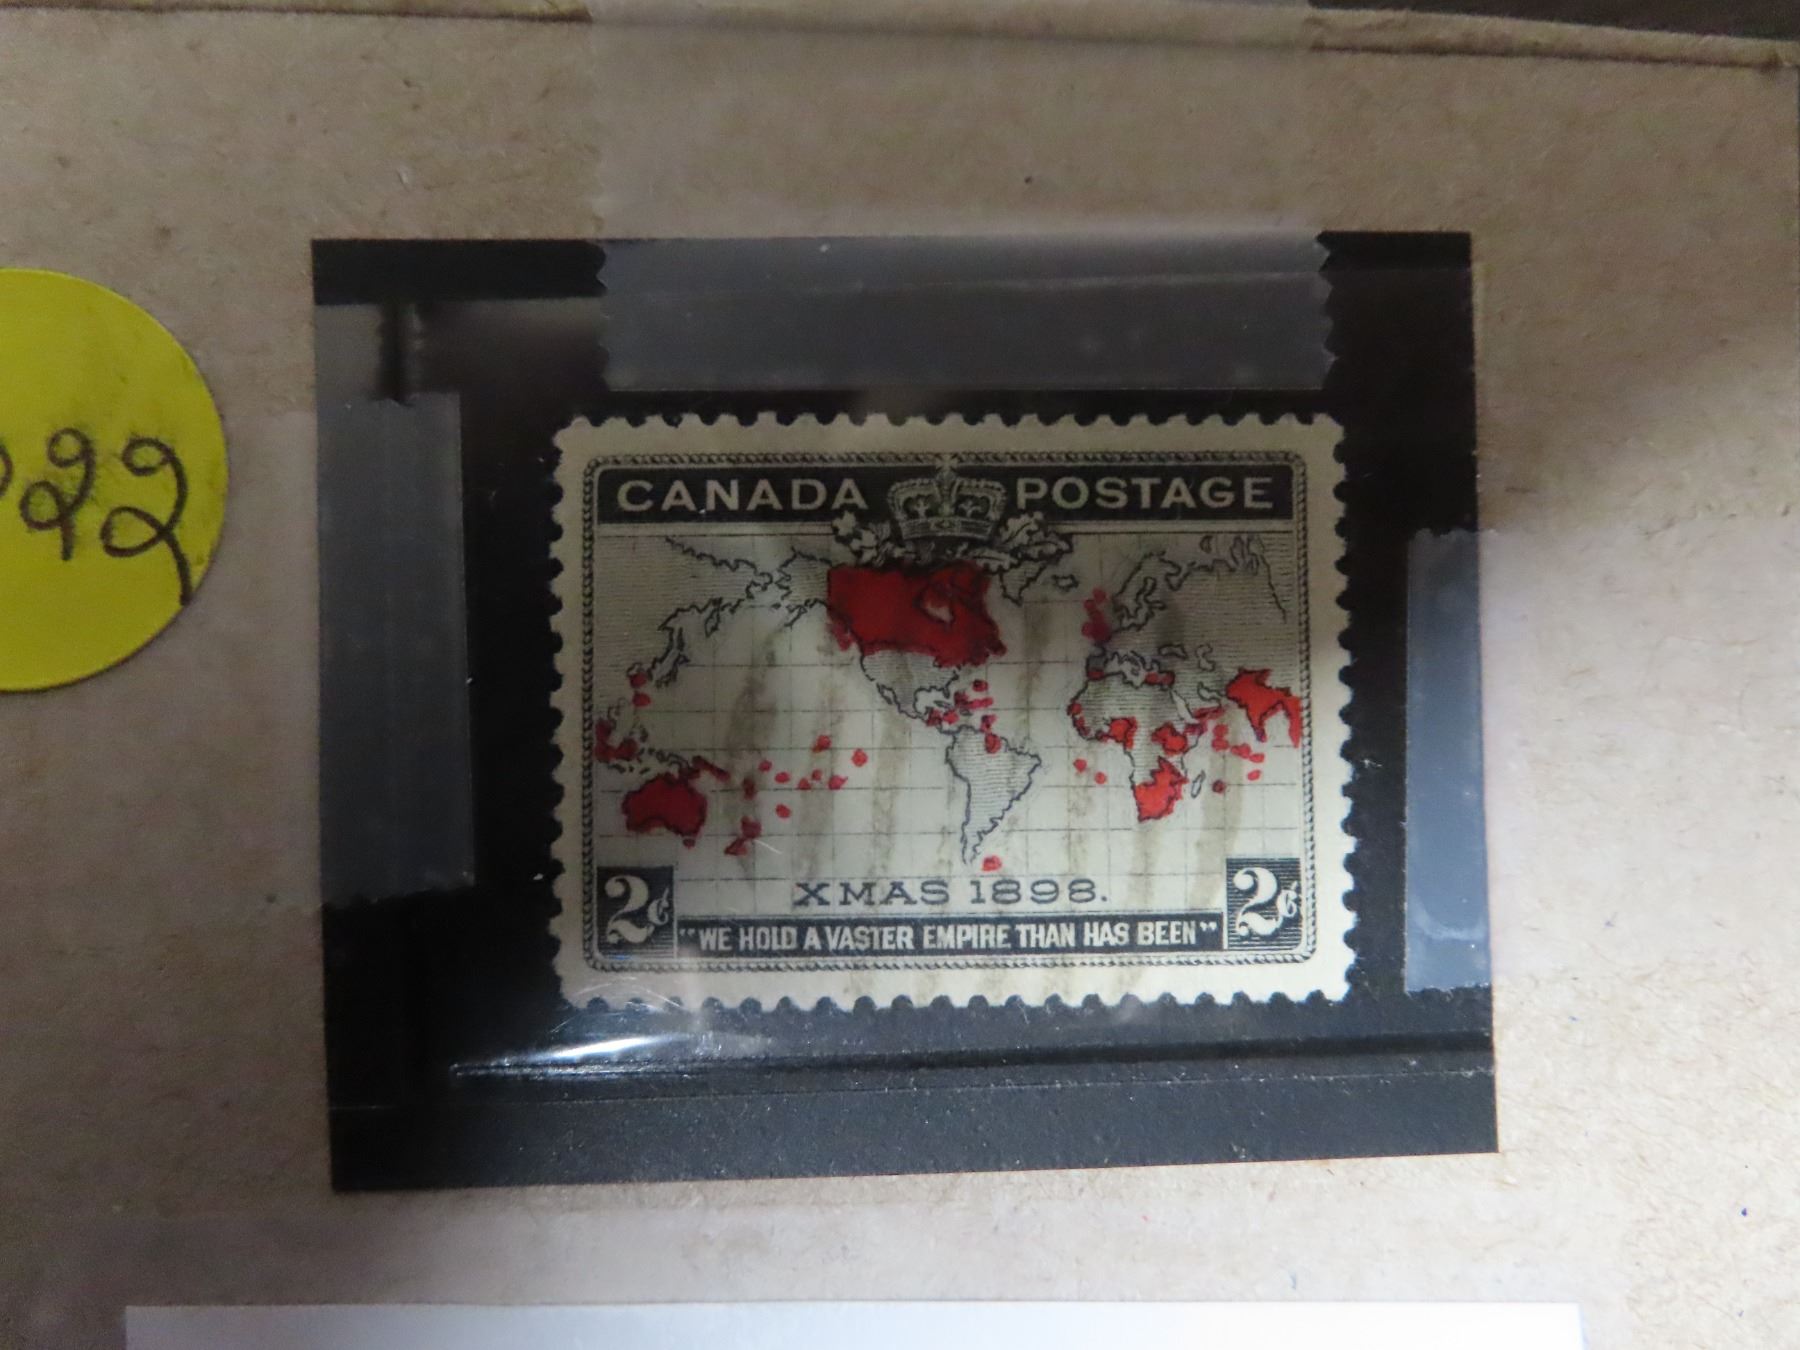 CANADA POSTAGE
XMAS 1898.
2¢ 2¢
"WE HOLD A VASTER EMPIRE THAN HAS BEEN"